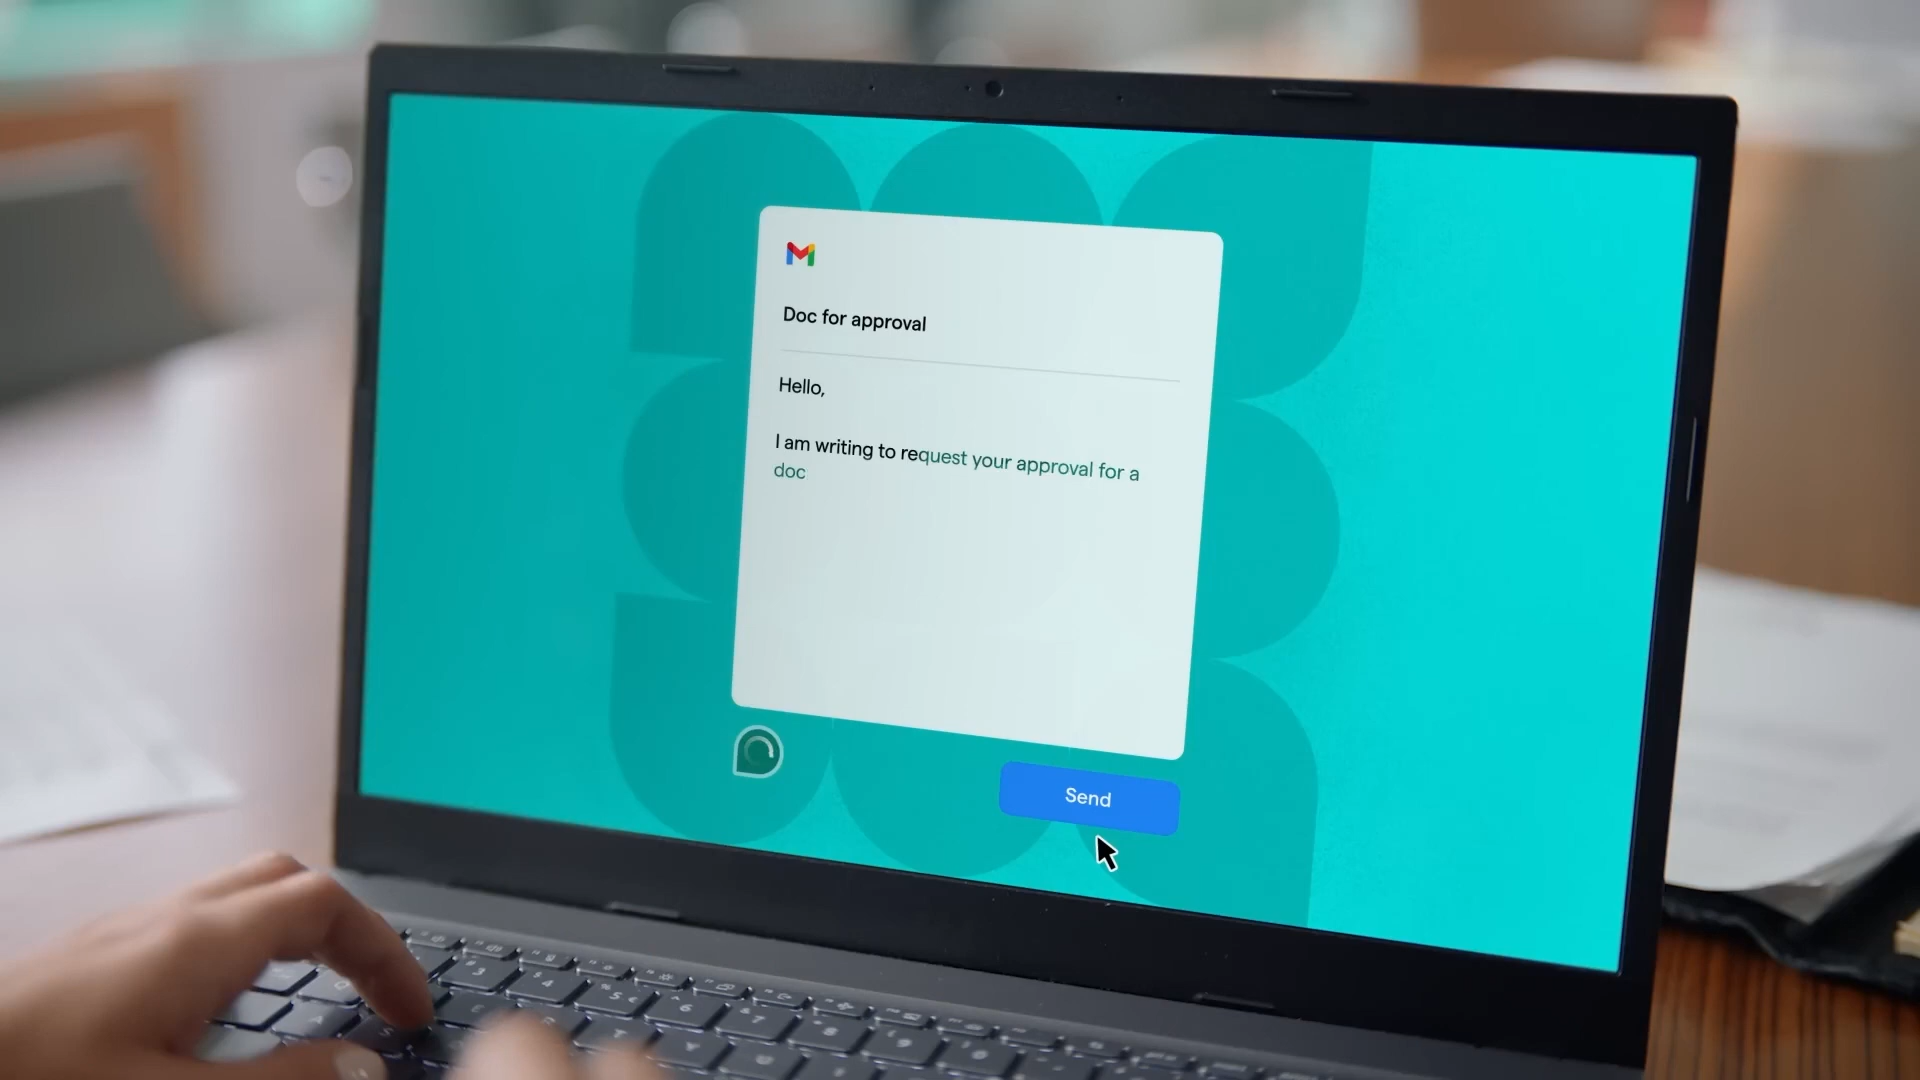 Doc for approval
Hello,
I am writing to request your approval for a
doc
Send